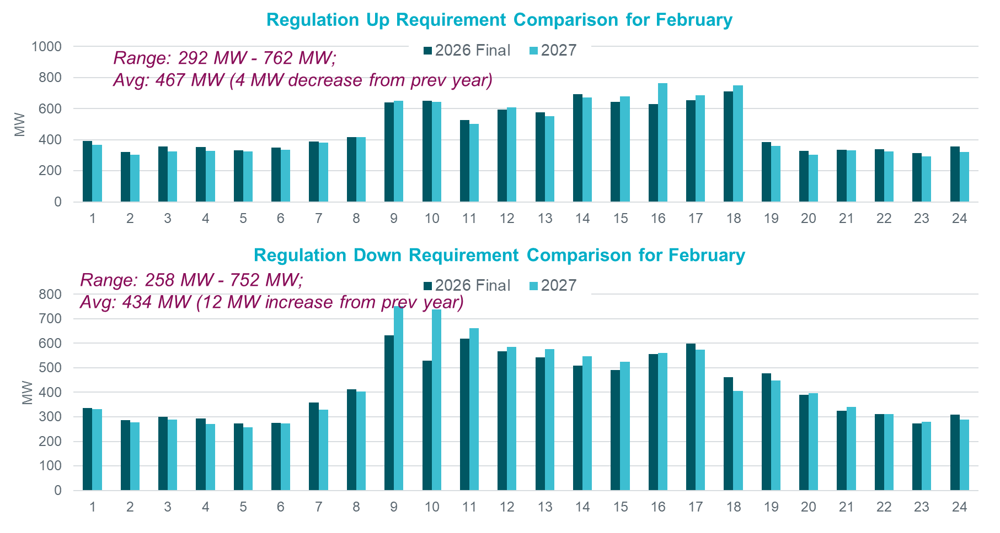 Regulation Up Requirement Comparison for February
1000
Range: 292 MW - 762 MW;
2026 Final 2027
800
Avg: 467 MW (4 MW decrease from prev year)
600
MW
400
200
0
1 2 3 4 5 6 7 8 9 10 11 12 13 14 15 16 17 18 19 20 21 22 23 24
Regulation Down Requirement Comparison for February
Range: 258 MW - 752 MW;
2026 Final 2027
800
Avg: 434 MW (12 MW increase from prev year)
700
600
500
MW
400
300
200
100
0
1 2 3 4 5 6 7 8 9 10 11 12 13 14 15 16 17 18 19 20 21 22 23 24